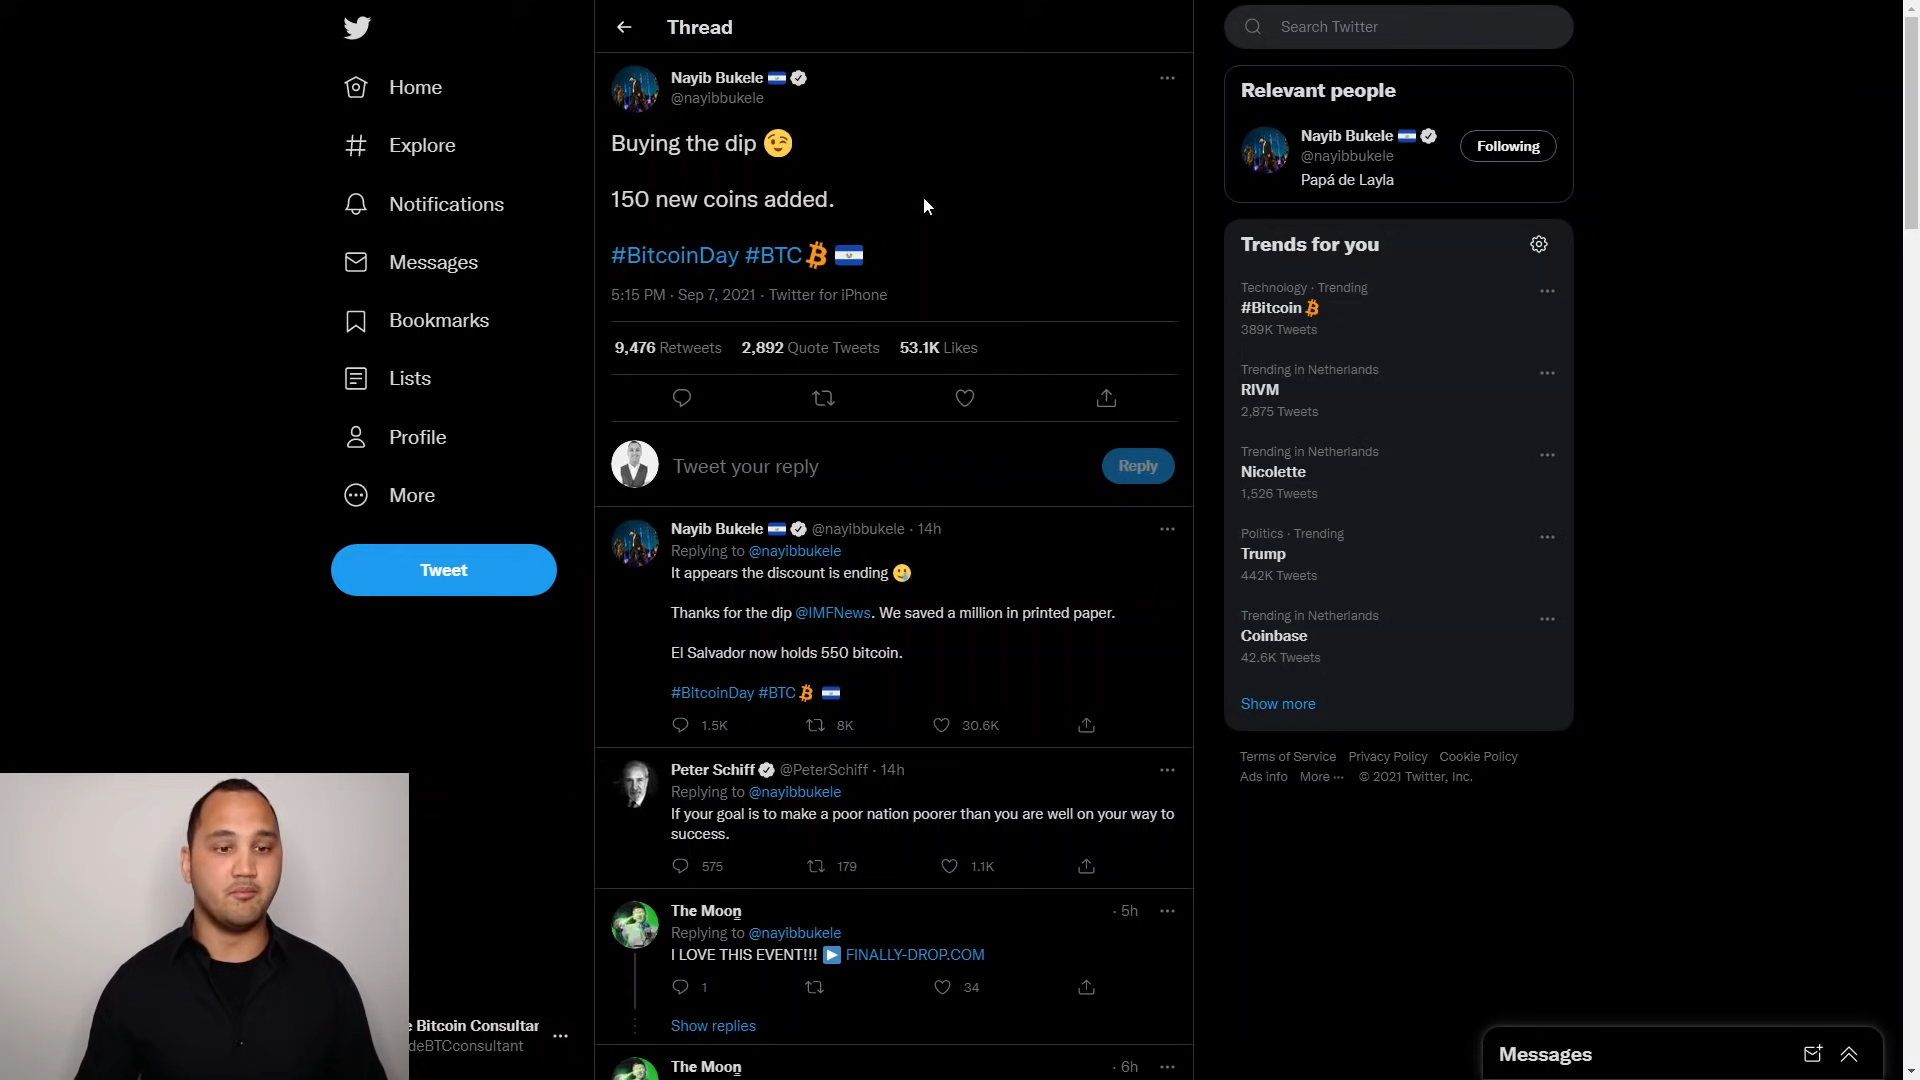 Home
Explore
Notifications
Messages
Bookmarks
Lists
Profile
More
Tweet
e Bitcoin Consultar
deBTCconsultant
Thread
Nayib Bukele
@nayibbukele
Buying the dip 😉
150 new coins added.
#BitcoinDay #BTC
5:15 PM · Sep 7, 2021 · Twitter for iPhone
9,476 Retweets 2,892 Quote Tweets 53.1K Likes
Tweet your reply
Reply
Nayib Bukele @nayibbukele · 14h
Replying to @nayibbukele
It appears the discount is ending 🥲
Thanks for the dip @IMFNews. We saved a million in printed paper.
El Salvador now holds 550 bitcoin.
#BitcoinDay #BTC
1.5K 8K 30.6K
Peter Schiff @PeterSchiff · 14h
Replying to @nayibbukele
If your goal is to make a poor nation poorer than you are well on your way to
success.
575 179 1.1K
The Moon · 5h
Replying to @nayibbukele
I LOVE THIS EVENT!!! ▶ FINALLY-DROP.COM
1 34
Show replies
The Moon · 6h
Search Twitter
Relevant people
Nayib Bukele
@nayibbukele
Following
Papá de Layla
Trends for you
Technology · Trending
#Bitcoin
389K Tweets
Trending in Netherlands
RIVM
2,875 Tweets
Trending in Netherlands
Nicolette
1,526 Tweets
Politics · Trending
Trump
442K Tweets
Trending in Netherlands
Coinbase
42.6K Tweets
Show more
Terms of Service Privacy Policy Cookie Policy
Ads info More ··· © 2021 Twitter, Inc.
Messages